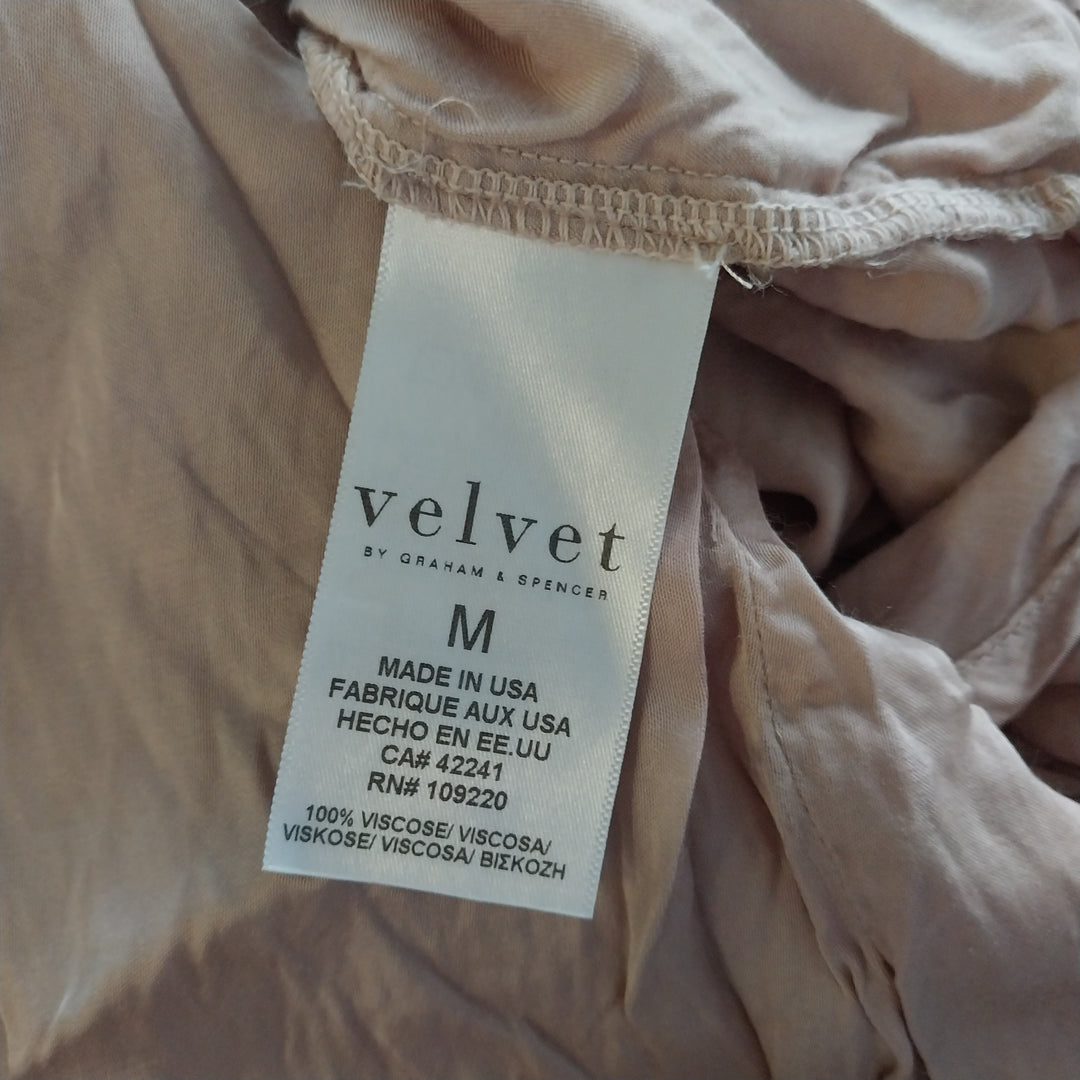 velvet
BY GRAHAM & SPENCER
M
MADE IN USA
FABRIQUE AUX USA
HECHO EN EE.UU
CA# 42241
RN# 109220
100% VISCOSE/ VISCOSA/
VISKOSE/ VISCOSA/ ΒΙΣΚΟΖΗ